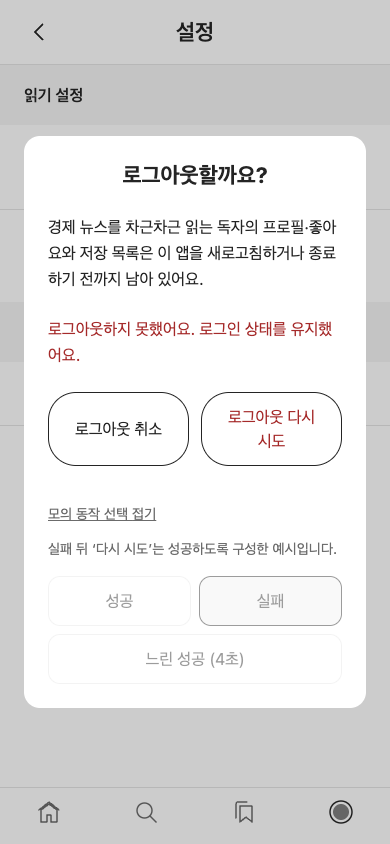 설정
읽기 설정
로그아웃할까요?
경제 뉴스를 차근차근 읽는 독자의 프로필·좋아
요와 저장 목록은 이 앱을 새로고침하거나 종료
하기 전까지 남아 있어요.
로그아웃하지 못했어요. 로그인 상태를 유지했
어요.
로그아웃 취소
로그아웃 다시
시도
모의 동작 선택 접기
실패 뒤 ‘다시 시도’는 성공하도록 구성한 예시입니다.
성공
실패
느린 성공 (4초)